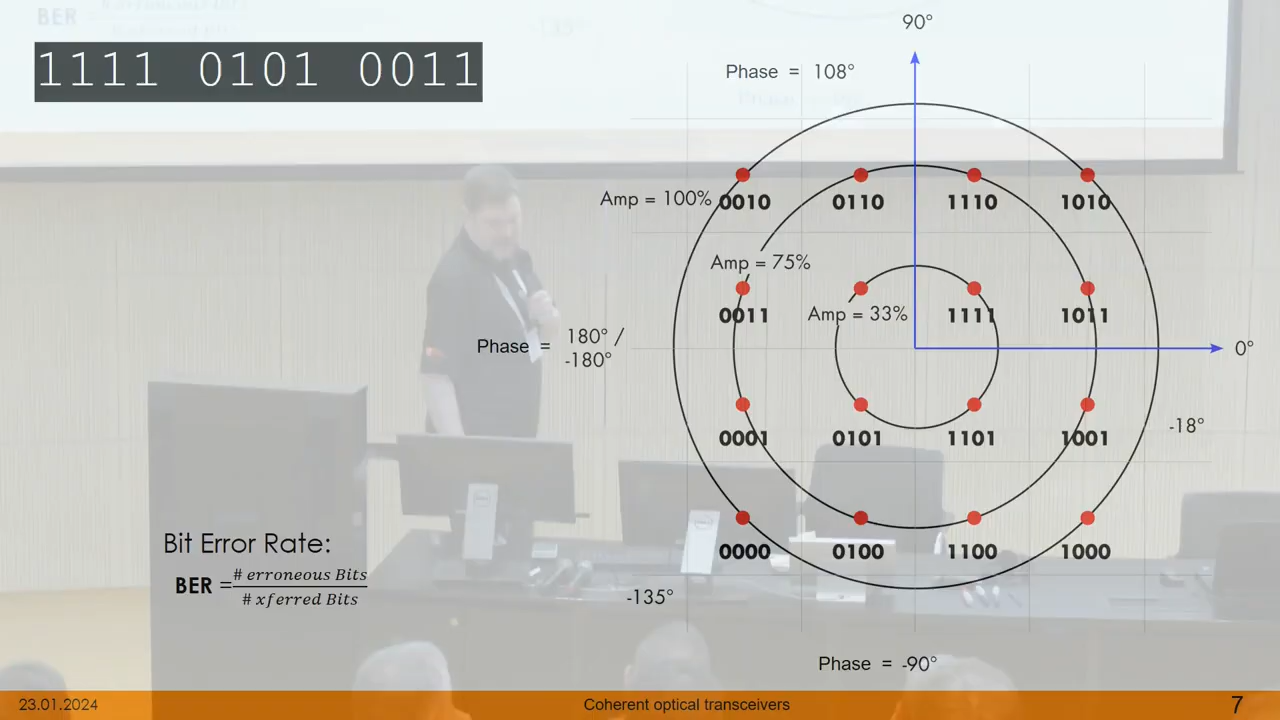 BER
1111 0101 0011
90°
Phase = 108°
Amp = 100%
0010 0110 1110 1010
Amp = 75%
Amp = 33%
0011 1111 1011
Phase = 180° /
-180°
0°
0001 0101 1101 1001
-18°
0000 0100 1100 1000
Bit Error Rate:
BER = # erroneous Bits
# xferred Bits
-135°
Phase = -90°
23.01.2024 Coherent optical transceivers 7